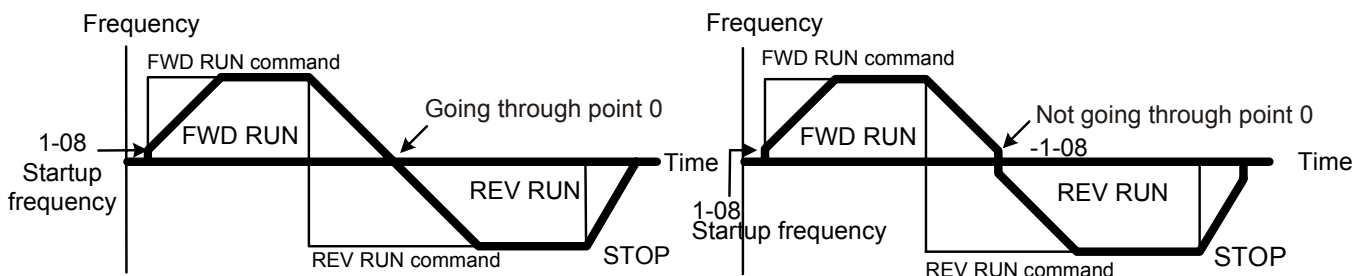 Frequency
FWD RUN command
Going through point 0
FWD RUN
1-08
Startup
frequency
Time
REV RUN
REV RUN command
STOP
Frequency
FWD RUN command
Not going through point 0
-1-08
FWD RUN
Time
REV RUN
1-08
Startup frequency
STOP
REV RUN command